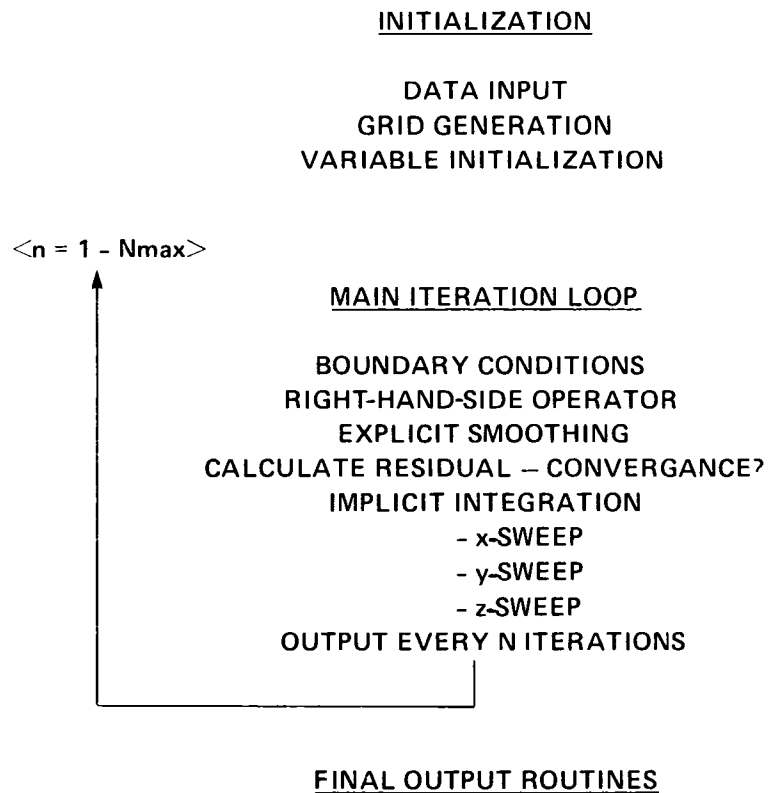 INITIALIZATION
DATA INPUT
GRID GENERATION
VARIABLE INITIALIZATION
<n = 1 - Nmax>
MAIN ITERATION LOOP
BOUNDARY CONDITIONS
RIGHT-HAND-SIDE OPERATOR
EXPLICIT SMOOTHING
CALCULATE RESIDUAL – CONVERGANCE?
IMPLICIT INTEGRATION
- x-SWEEP
- y-SWEEP
- z-SWEEP
OUTPUT EVERY N ITERATIONS
FINAL OUTPUT ROUTINES